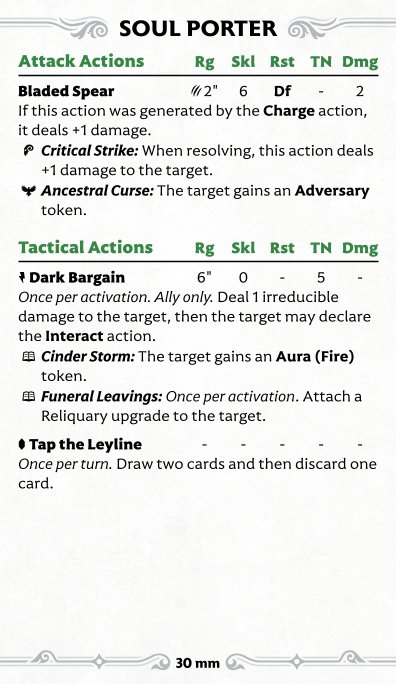 SOUL PORTER
Attack Actions Rg Skl Rst TN Dmg
Bladed Spear 2" 6 Df - 2
If this action was generated by the Charge action,
it deals +1 damage.
Critical Strike: When resolving, this action deals
+1 damage to the target.
Ancestral Curse: The target gains an Adversary
token.
Tactical Actions Rg Skl Rst TN Dmg
Dark Bargain 6" 0 - 5 -
Once per activation. Ally only. Deal 1 irreducible
damage to the target, then the target may declare
the Interact action.
Cinder Storm: The target gains an Aura (Fire)
token.
Funeral Leavings: Once per activation. Attach a
Reliquary upgrade to the target.
Tap the Leyline - - - - -
Once per turn. Draw two cards and then discard one
card.
30 mm